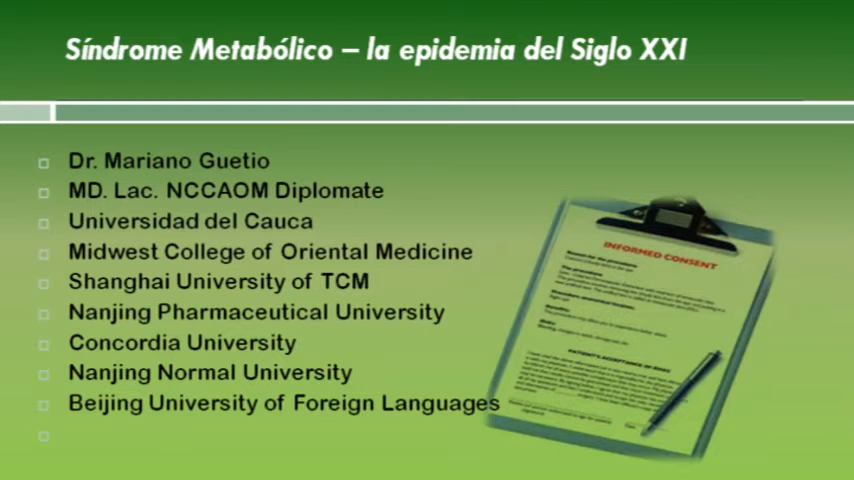 Síndrome Metabólico – la epidemia del Siglo XXI
Dr. Mariano Guetio
MD. Lac. NCCAOM Diplomate
Universidad del Cauca
Midwest College of Oriental Medicine
Shanghai University of TCM
Nanjing Pharmaceutical University
Concordia University
Nanjing Normal University
Beijing University of Foreign Languages
INFORMED CONSENT